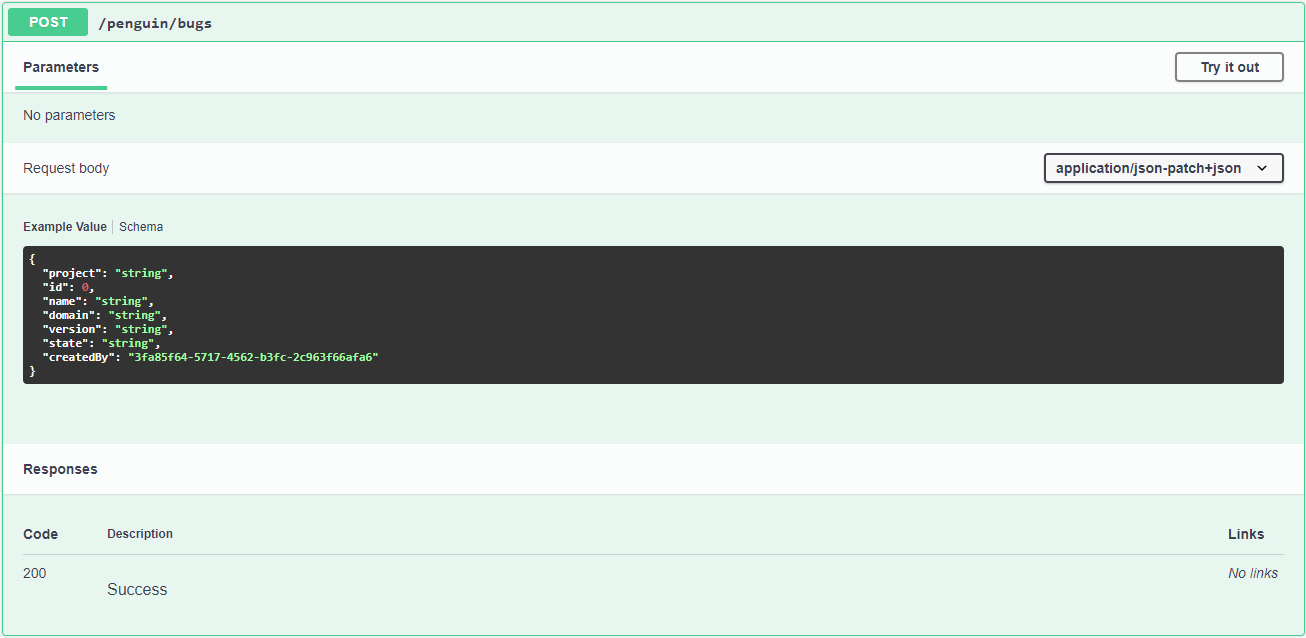 POST /penguin/bugs
Parameters Try it out
No parameters
Request body application/json-patch+json
Example Value Schema
{
  "project": "string",
  "id": 0,
  "name": "string",
  "domain": "string",
  "version": "string",
  "state": "string",
  "createdBy": "3fa85f64-5717-4562-b3fc-2c963f66afa6"
}
Responses
Code Description Links
200 Success No links